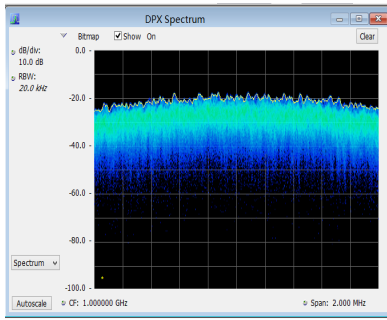 DPX Spectrum
Bitmap Show On Clear
dB/div:
10.0 dB
RBW:
20.0 kHz
0.0
-20.0
-40.0
-60.0
-80.0
-100.0
Spectrum
Autoscale CF: 1.000000 GHz Span: 2.000 MHz